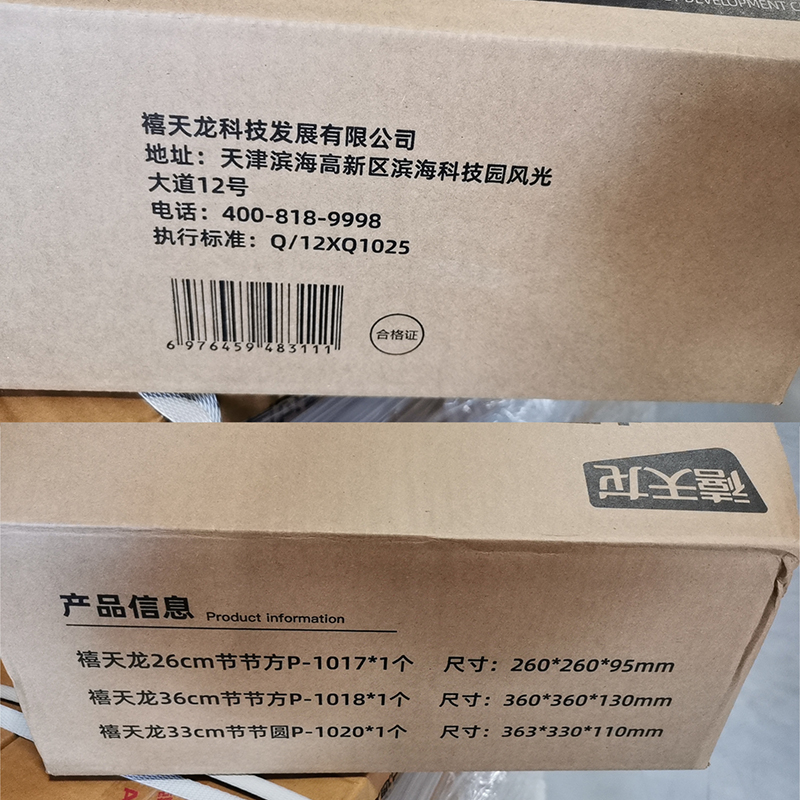 DEVELOPMENT C
禧天龙科技发展有限公司
地址：天津滨海高新区滨海科技园风光
大道12号
电话：400-818-9998
执行标准：Q/12XQ1025
6 976459 483111
合格证
禧天龙
产品信息 Product information
禧天龙26cm节节方P-1017*1个 尺寸：260*260*95mm
禧天龙36cm节节方P-1018*1个 尺寸：360*360*130mm
禧天龙33cm节节圆P-1020*1个 尺寸：363*330*110mm